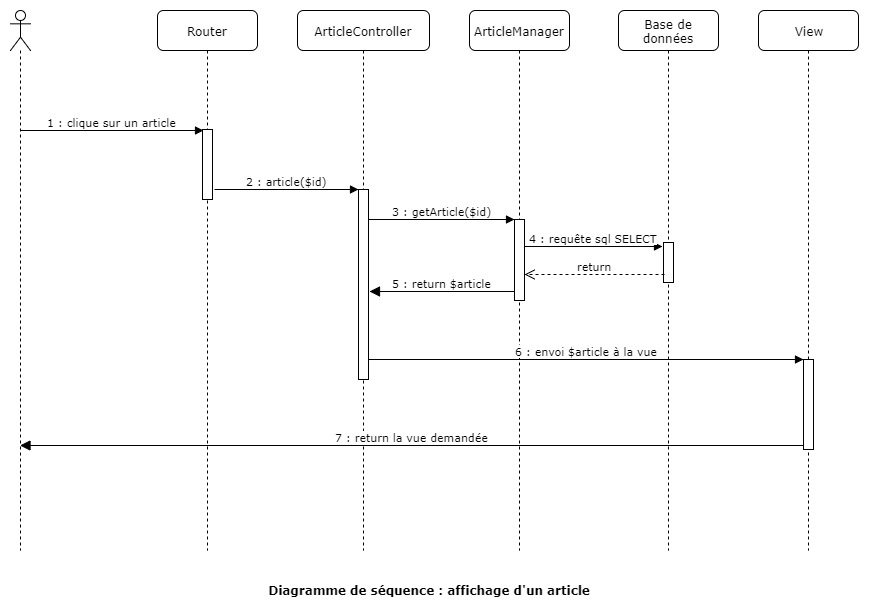 Router
ArticleController
ArticleManager
Base de
données
View
1 : clique sur un article
2 : article($id)
3 : getArticle($id)
4 : requête sql SELECT
return
5 : return $article
6 : envoi $article à la vue
7 : return la vue demandée
Diagramme de séquence : affichage d'un article